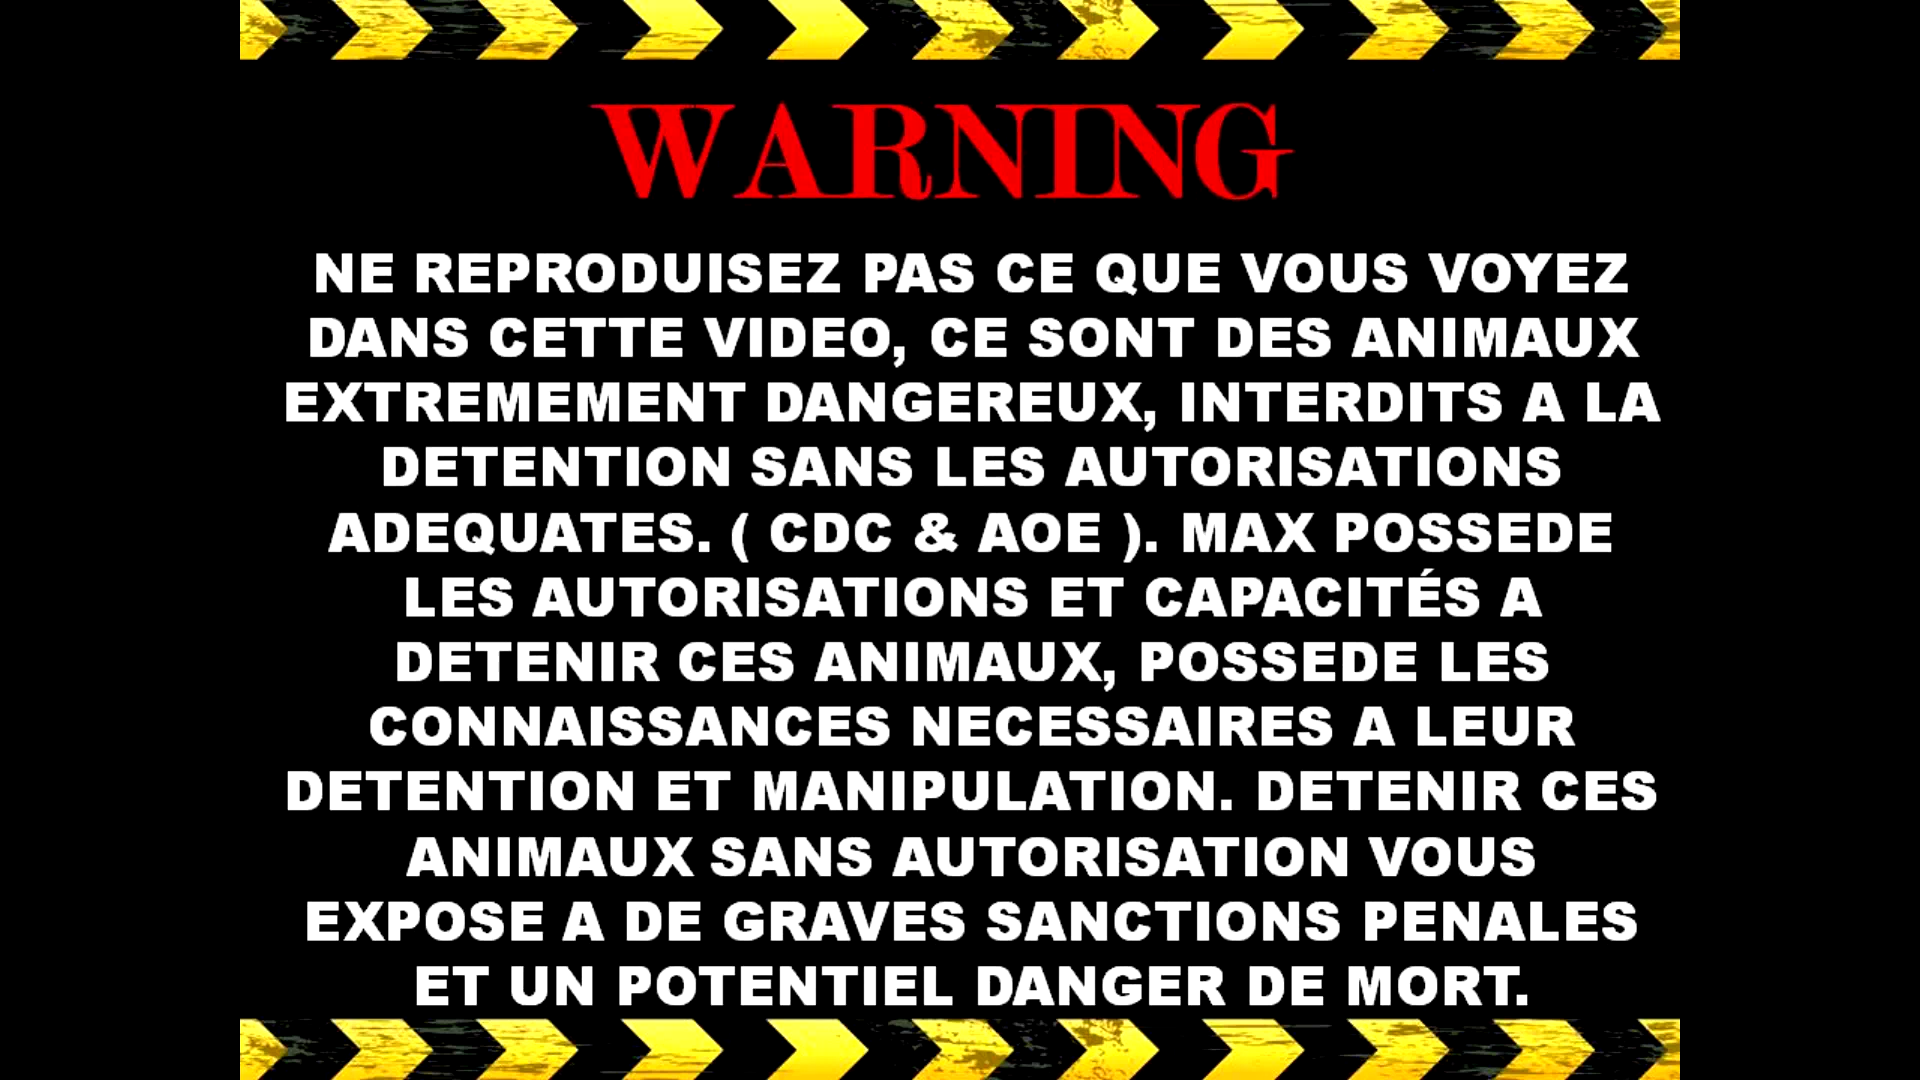 WARNING
NE REPRODUISEZ PAS CE QUE VOUS VOYEZ
DANS CETTE VIDEO, CE SONT DES ANIMAUX
EXTREMEMENT DANGEREUX, INTERDITS A LA
DETENTION SANS LES AUTORISATIONS
ADEQUATES. ( CDC & AOE ). MAX POSSEDE
LES AUTORISATIONS ET CAPACITÉS A
DETENIR CES ANIMAUX, POSSEDE LES
CONNAISSANCES NECESSAIRES A LEUR
DETENTION ET MANIPULATION. DETENIR CES
ANIMAUX SANS AUTORISATION VOUS
EXPOSE A DE GRAVES SANCTIONS PENALES
ET UN POTENTIEL DANGER DE MORT.